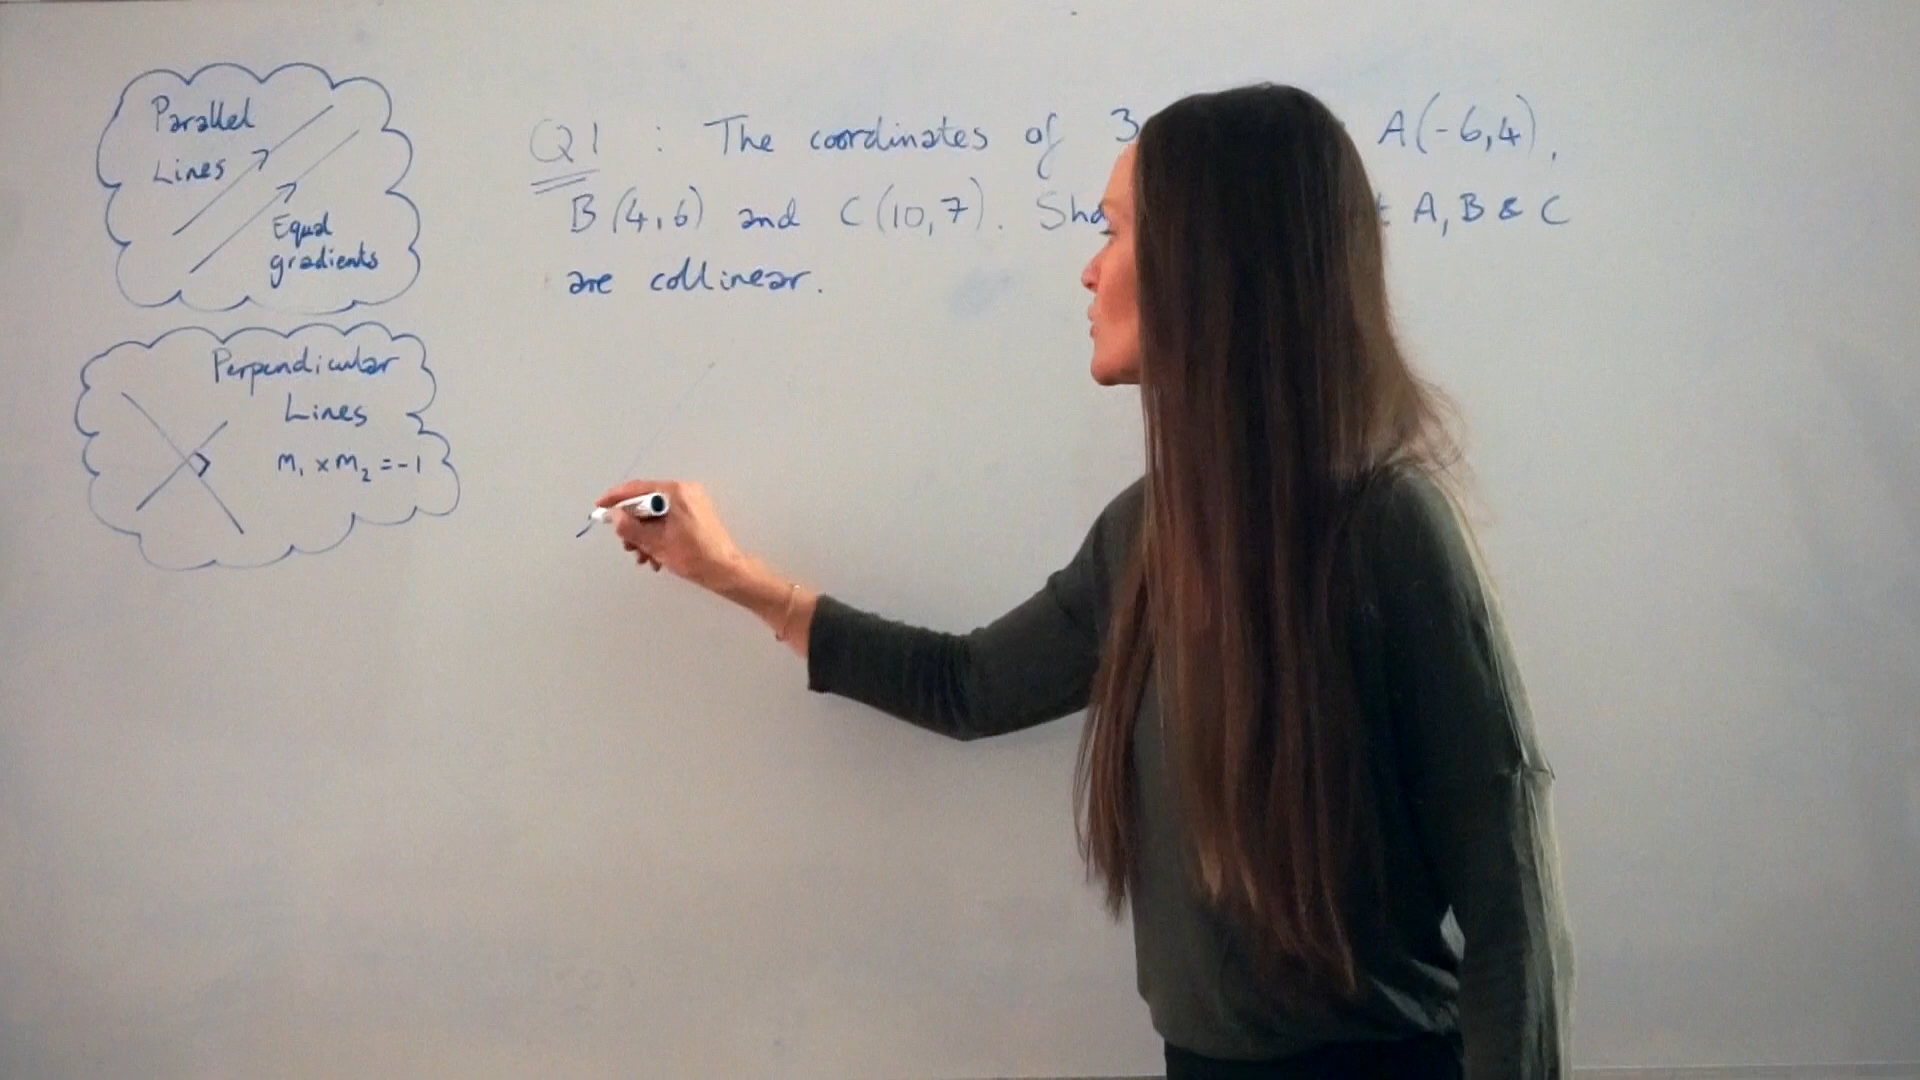 Parallel
Lines
Equal
gradients
Perpendicular
Lines
m₁ × m₂ = -1
Q1 : The coordinates of 3 A(-6,4),
B(4,6) and C(10,7). A, B & C
are collinear.